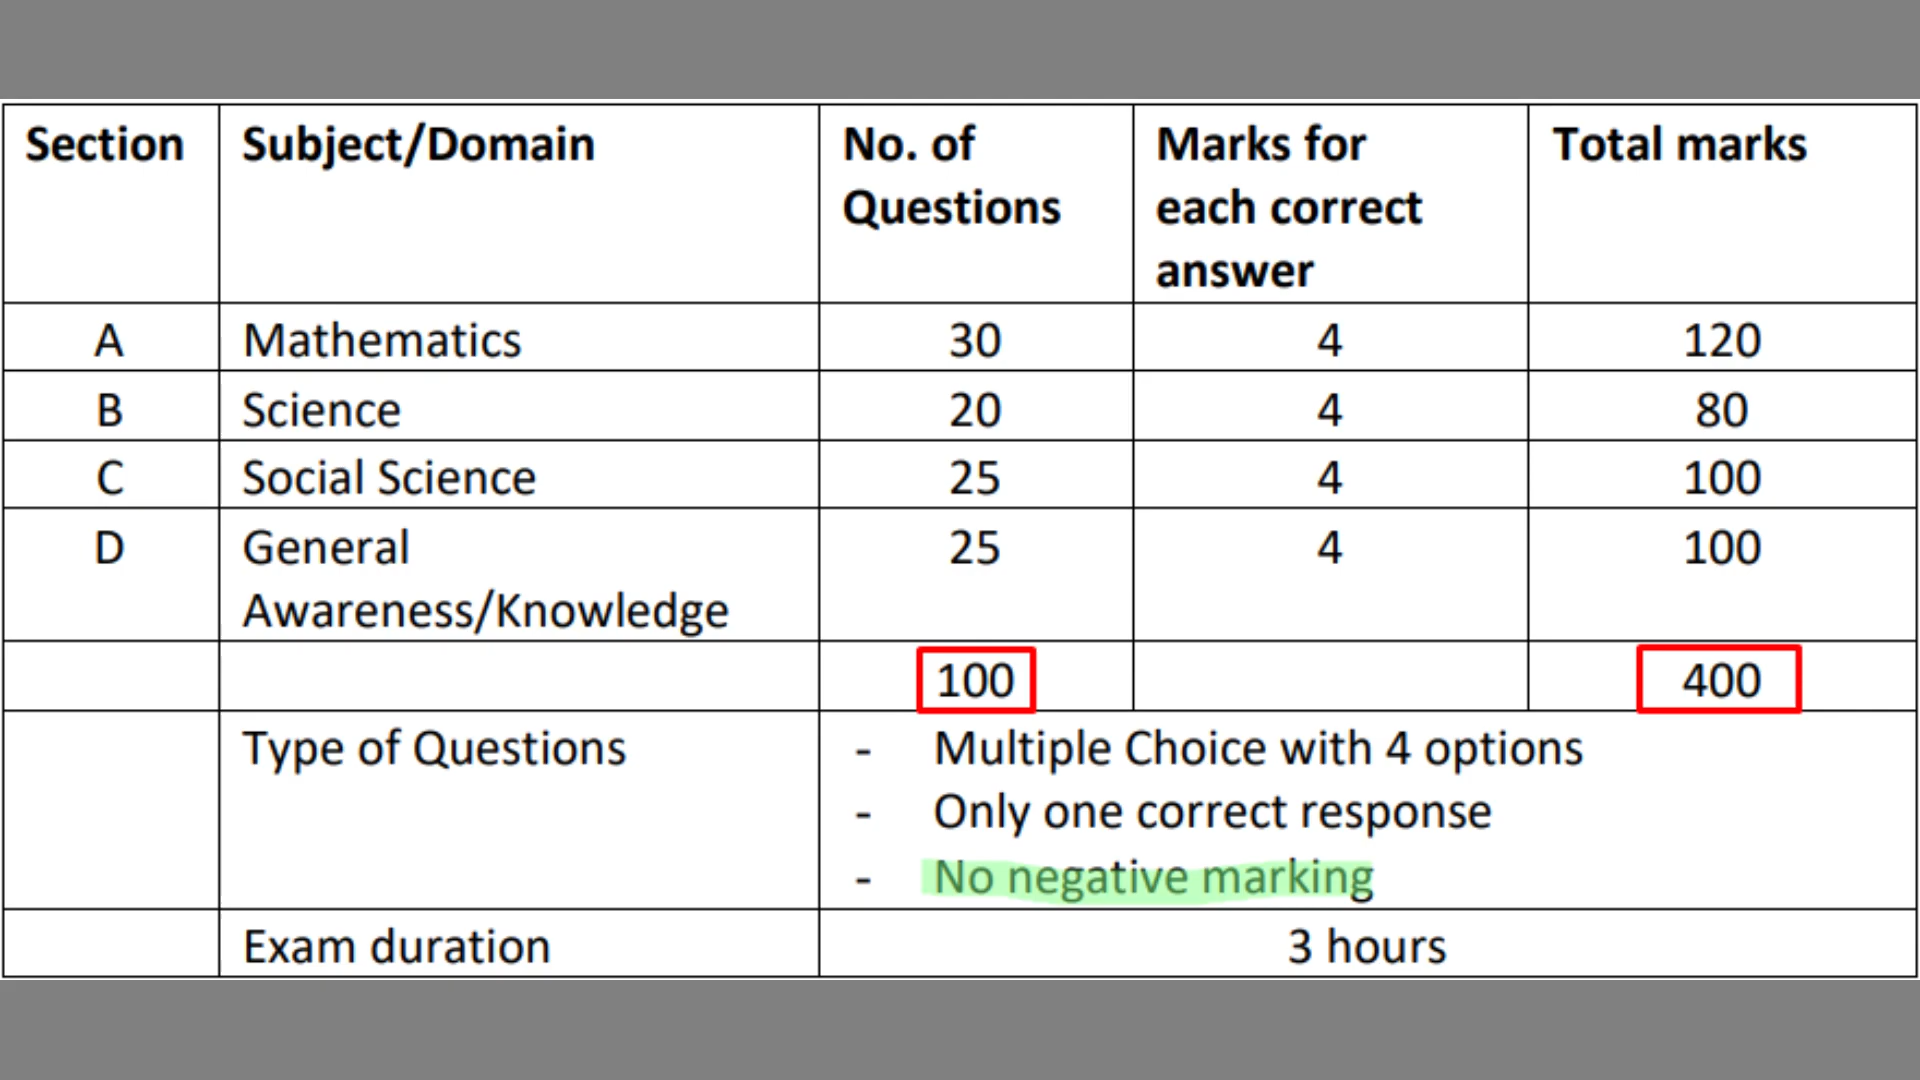 Section Subject/Domain No. of Marks for Total marks
Questions each correct
answer
A Mathematics 30 4 120
B Science 20 4 80
C Social Science 25 4 100
D General 25 4 100
Awareness/Knowledge
100 400
Type of Questions - Multiple Choice with 4 options
- Only one correct response
- No negative marking
Exam duration 3 hours